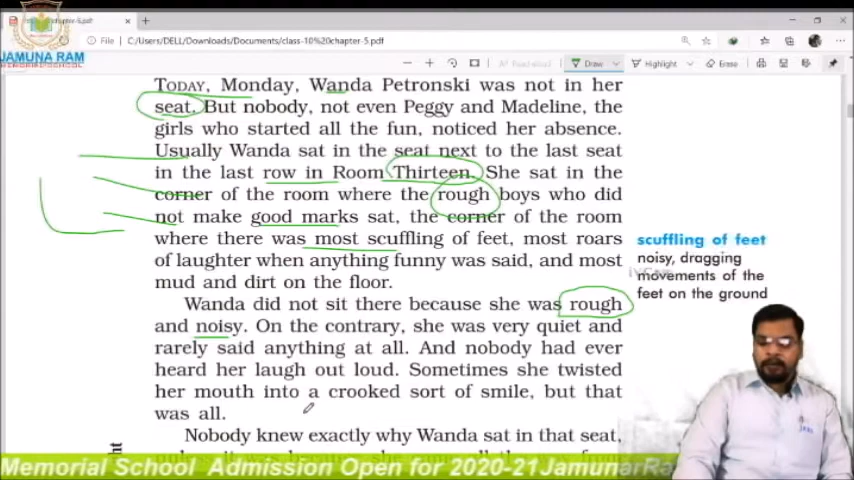 chapter-5.pdf
File | C:/Users/DELL/Downloads/Documents/class-10%20chapter-5.pdf
JAMUNA RAM
Read aloud Draw Highlight Erase
TODAY, Monday, Wanda Petronski was not in her
seat. But nobody, not even Peggy and Madeline, the
girls who started all the fun, noticed her absence.
Usually Wanda sat in the seat next to the last seat
in the last row in Room Thirteen. She sat in the
corner of the room where the rough boys who did
not make good marks sat, the corner of the room
where there was most scuffling of feet, most roars
of laughter when anything funny was said, and most
mud and dirt on the floor.
scuffling of feet
noisy, dragging
movements of the
feet on the ground
Wanda did not sit there because she was rough
and noisy. On the contrary, she was very quiet and
rarely said anything at all. And nobody had ever
heard her laugh out loud. Sometimes she twisted
her mouth into a crooked sort of smile, but that
was all.
Nobody knew exactly why Wanda sat in that seat,
Memorial School Admission Open for 2020-21JamunaRa